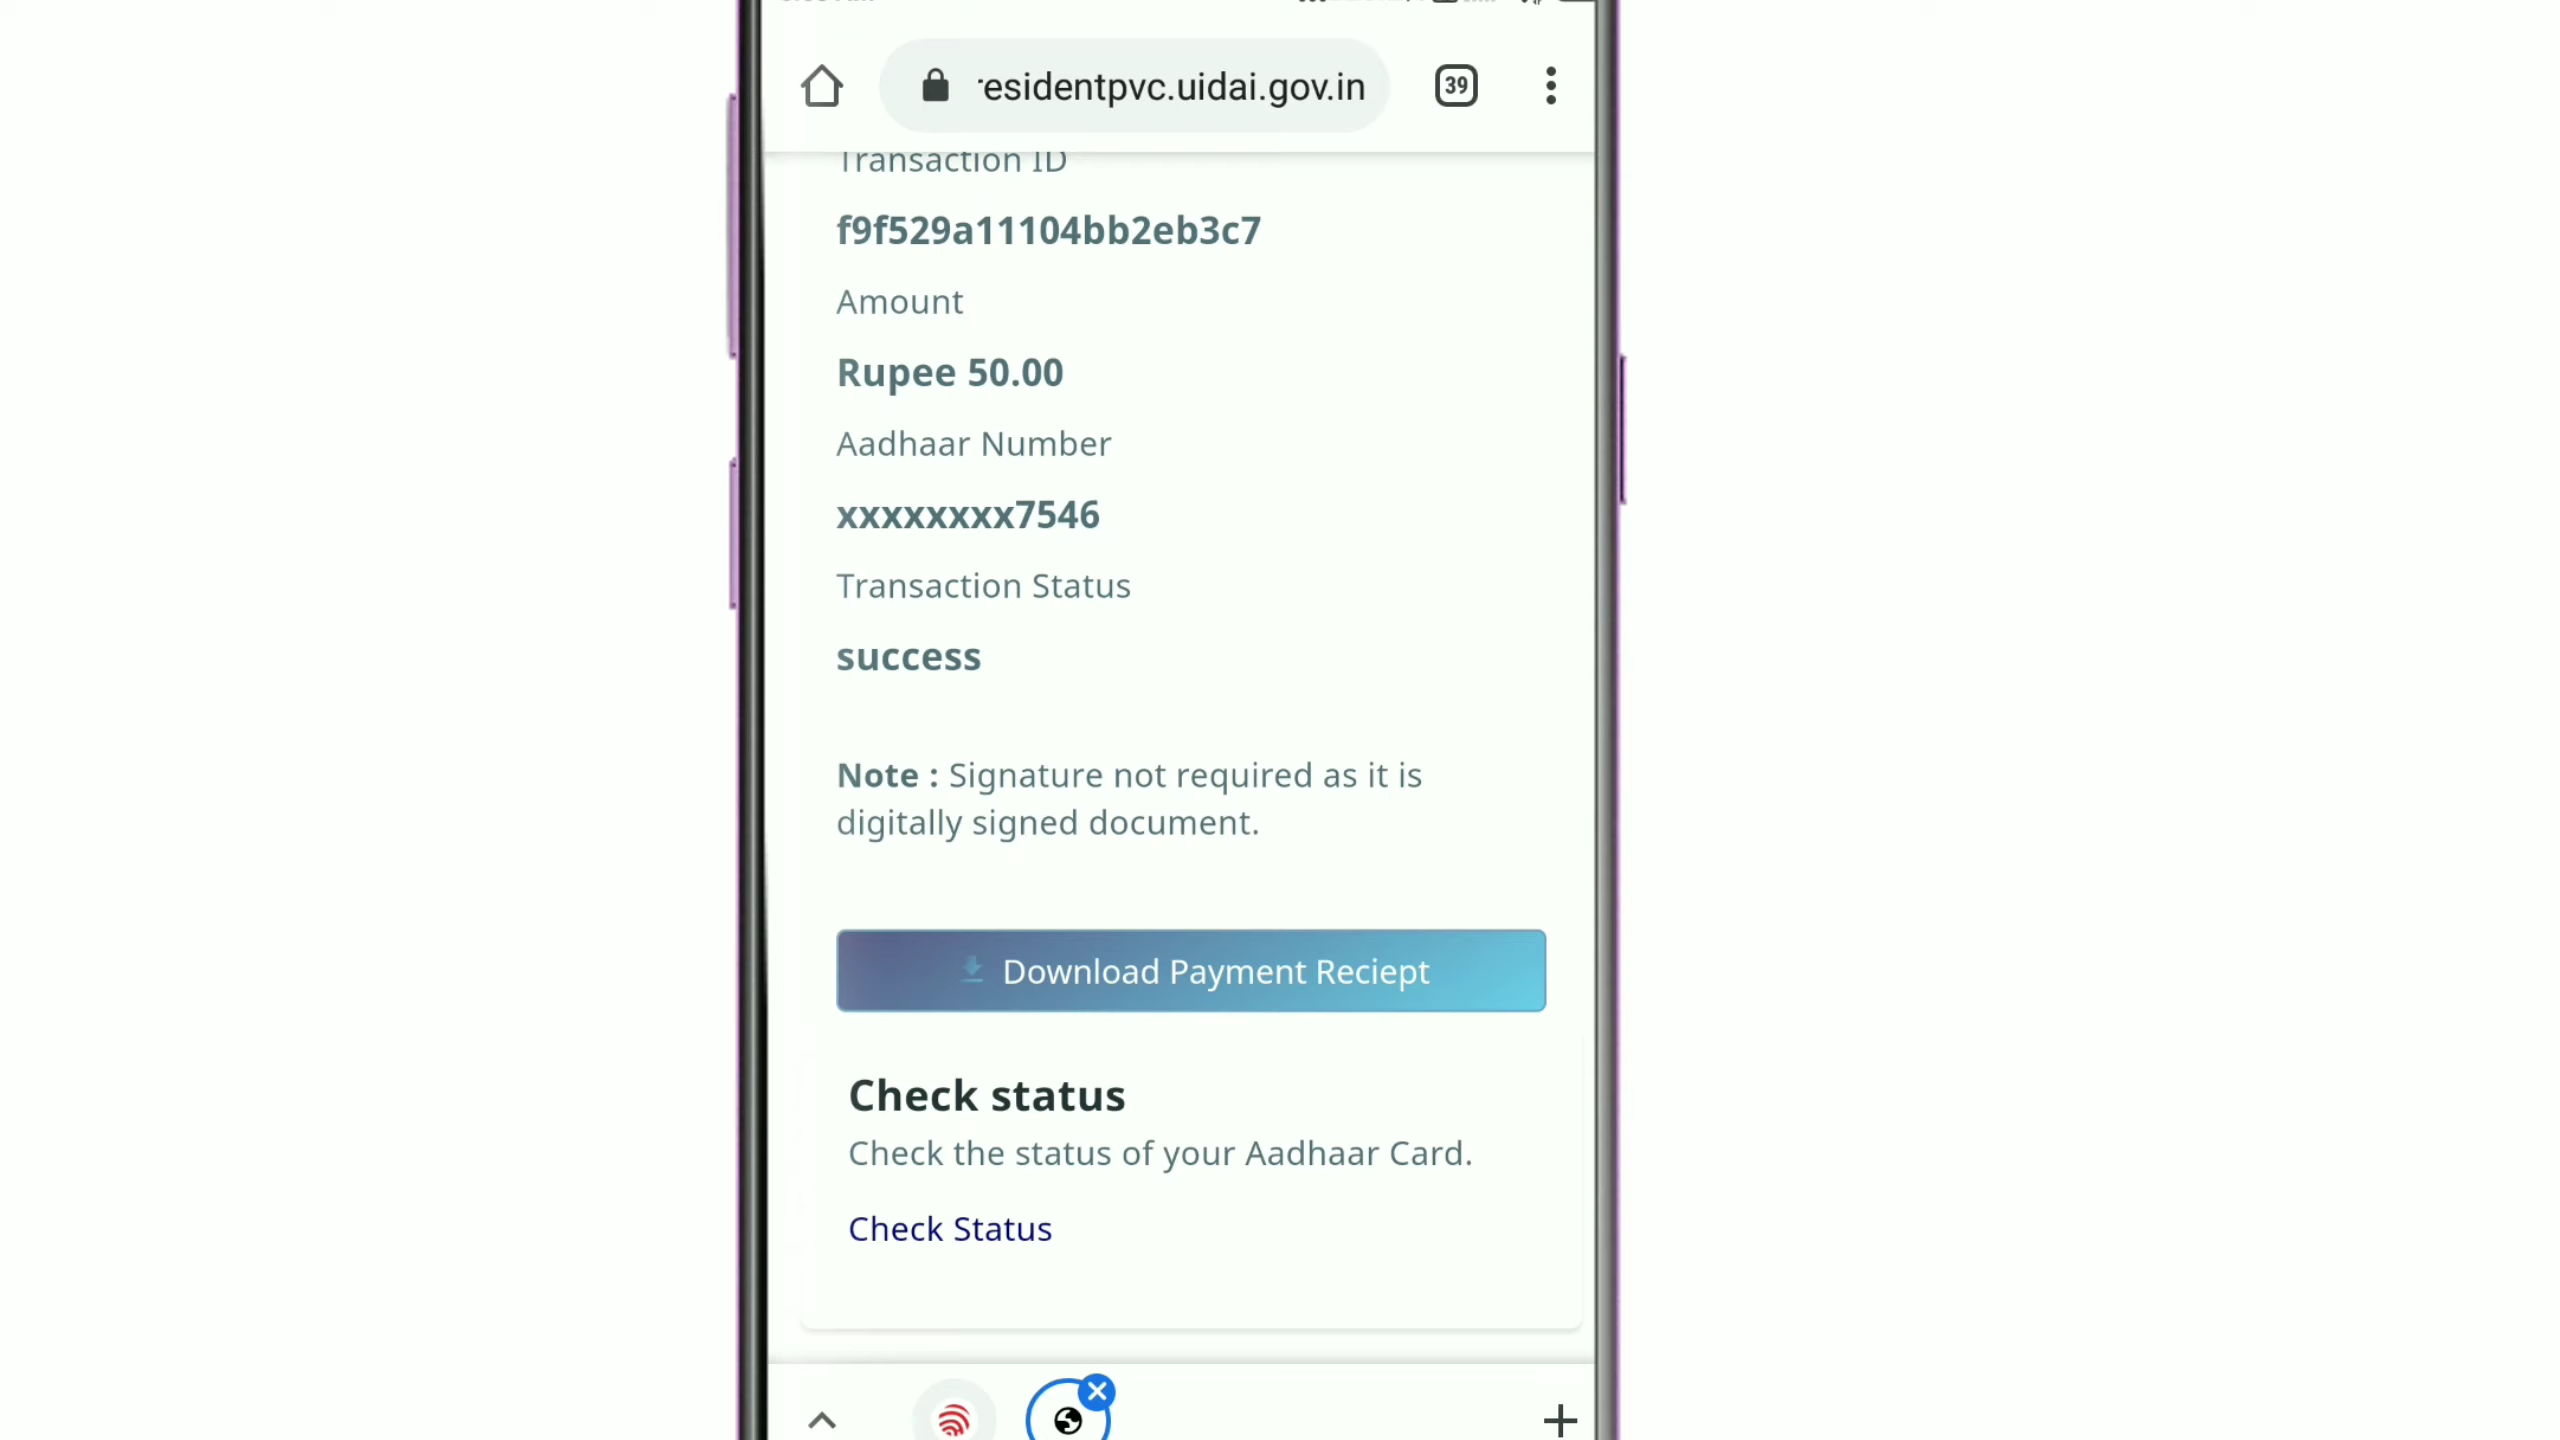 esidentpvc.uidai.gov.in
39
Transaction ID
f9f529a11104bb2eb3c7
Amount
Rupee 50.00
Aadhaar Number
xxxxxxxx7546
Transaction Status
success
Note : Signature not required as it is
digitally signed document.
Download Payment Reciept
Check status
Check the status of your Aadhaar Card.
Check Status